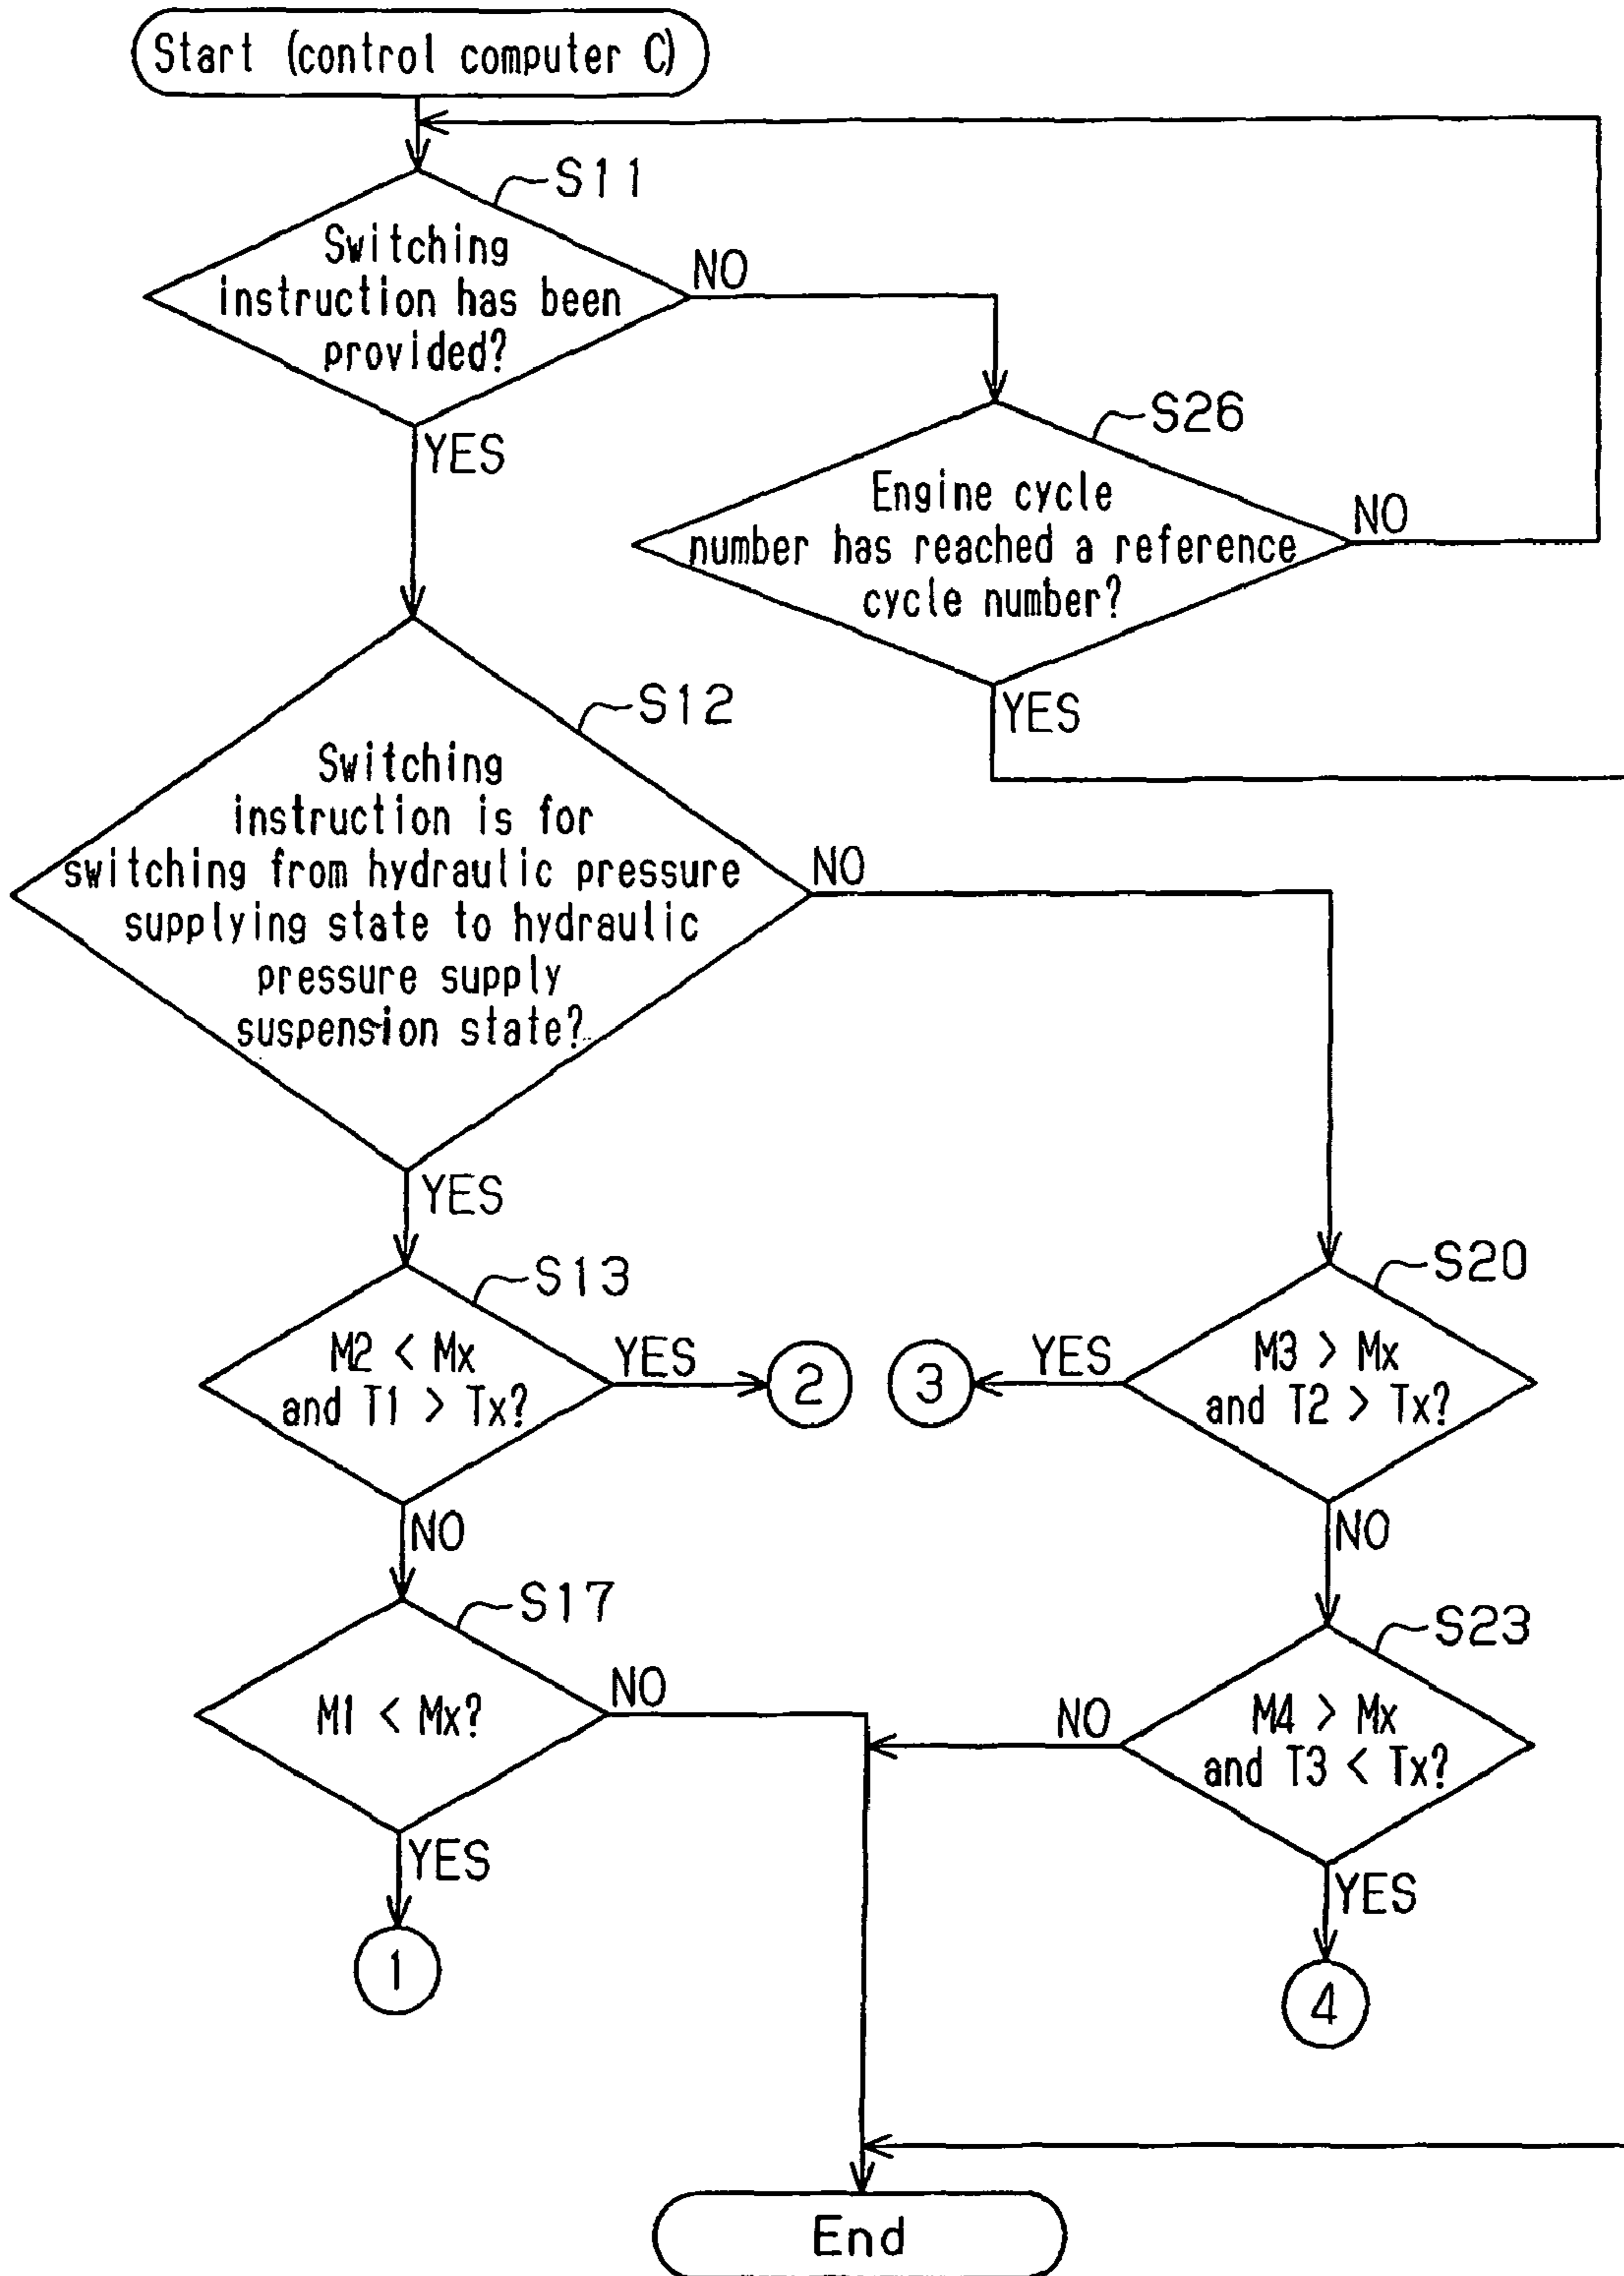 Start (control computer C)
S11
Switching
instruction has been
provided?
NO
YES
S26
Engine cycle
number has reached a reference
cycle number?
NO
YES
S12
Switching
instruction is for
switching from hydraulic pressure
supplying state to hydraulic
pressure supply
suspension state?
NO
YES
S13
M2 < Mx
and T1 > Tx?
YES
2
NO
S20
M3 > Mx
and T2 > Tx?
YES
3
NO
S17
M1 < Mx?
NO
YES
1
S23
M4 > Mx
and T3 < Tx?
NO
YES
4
End